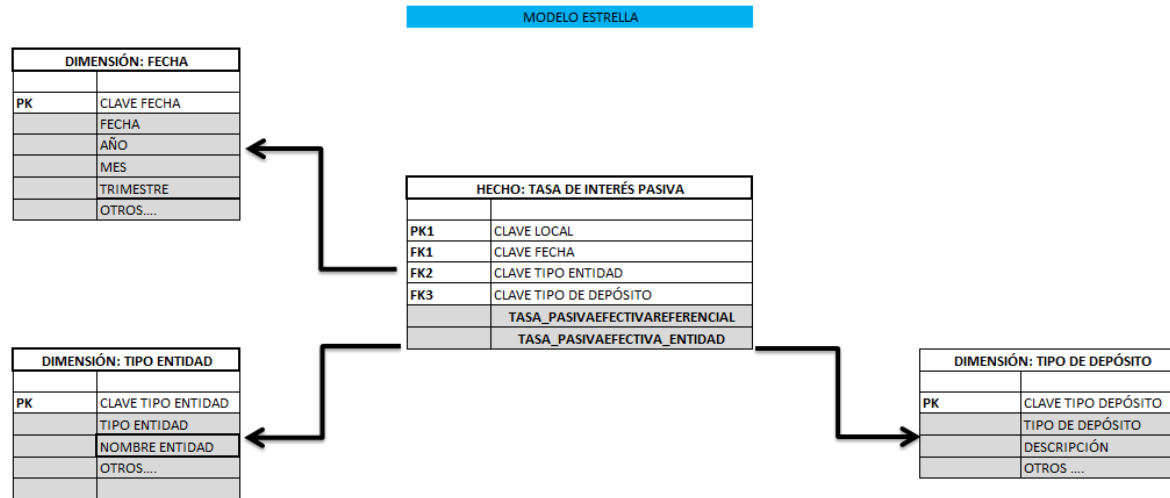 MODELO ESTRELLA
DIMENSIÓN: FECHA
PK CLAVE FECHA
FECHA
AÑO
MES
TRIMESTRE
OTROS....
HECHO: TASA DE INTERÉS PASIVA
PK1 CLAVE LOCAL
FK1 CLAVE FECHA
FK2 CLAVE TIPO ENTIDAD
FK3 CLAVE TIPO DE DEPÓSITO
TASA_PASIVAEFECTIVAREFERENCIAL
TASA_PASIVAEFECTIVA_ENTIDAD
DIMENSIÓN: TIPO ENTIDAD
PK CLAVE TIPO ENTIDAD
TIPO ENTIDAD
NOMBRE ENTIDAD
OTROS....
DIMENSIÓN: TIPO DE DEPÓSITO
PK CLAVE TIPO DEPÓSITO
TIPO DE DEPÓSITO
DESCRIPCIÓN
OTROS ....